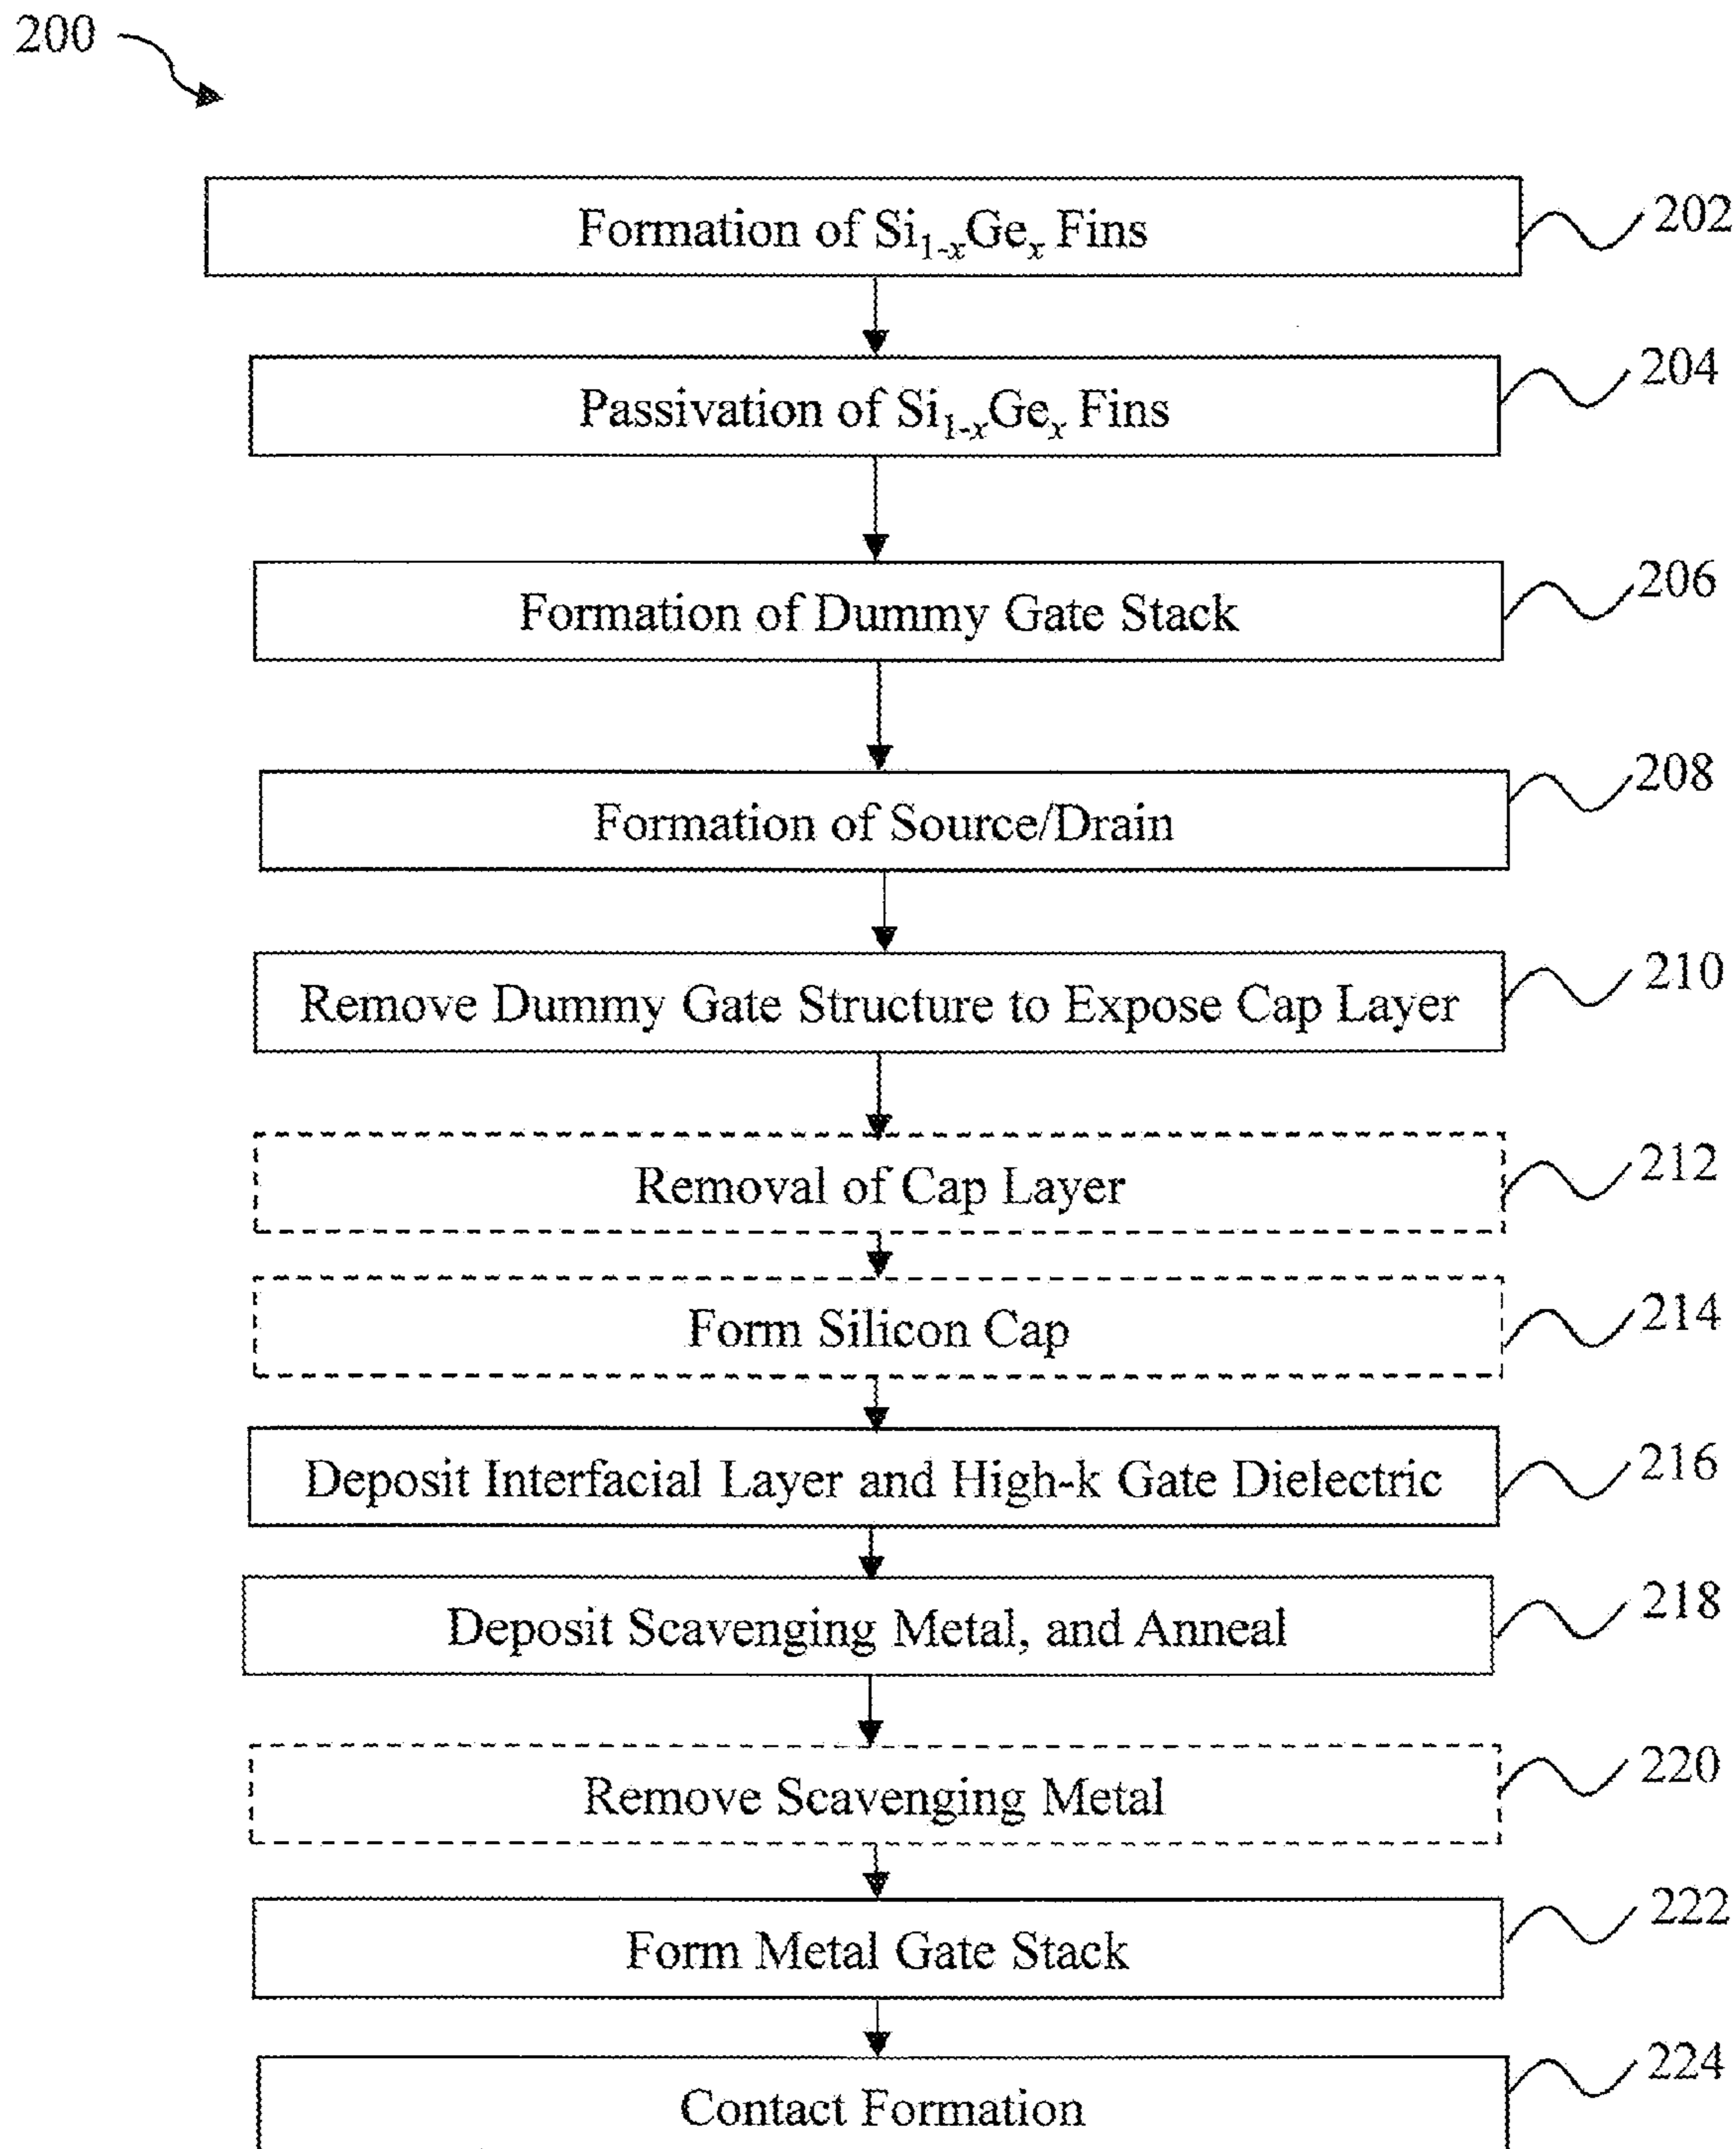 200
Formation of Si1-xGex Fins 202
Passivation of Si1-xGex Fins 204
Formation of Dummy Gate Stack 206
Formation of Source/Drain 208
Remove Dummy Gate Structure to Expose Cap Layer 210
Removal of Cap Layer 212
Form Silicon Cap 214
Deposit Interfacial Layer and High-k Gate Dielectric 216
Deposit Scavenging Metal, and Anneal 218
Remove Scavenging Metal 220
Form Metal Gate Stack 222
Contact Formation 224